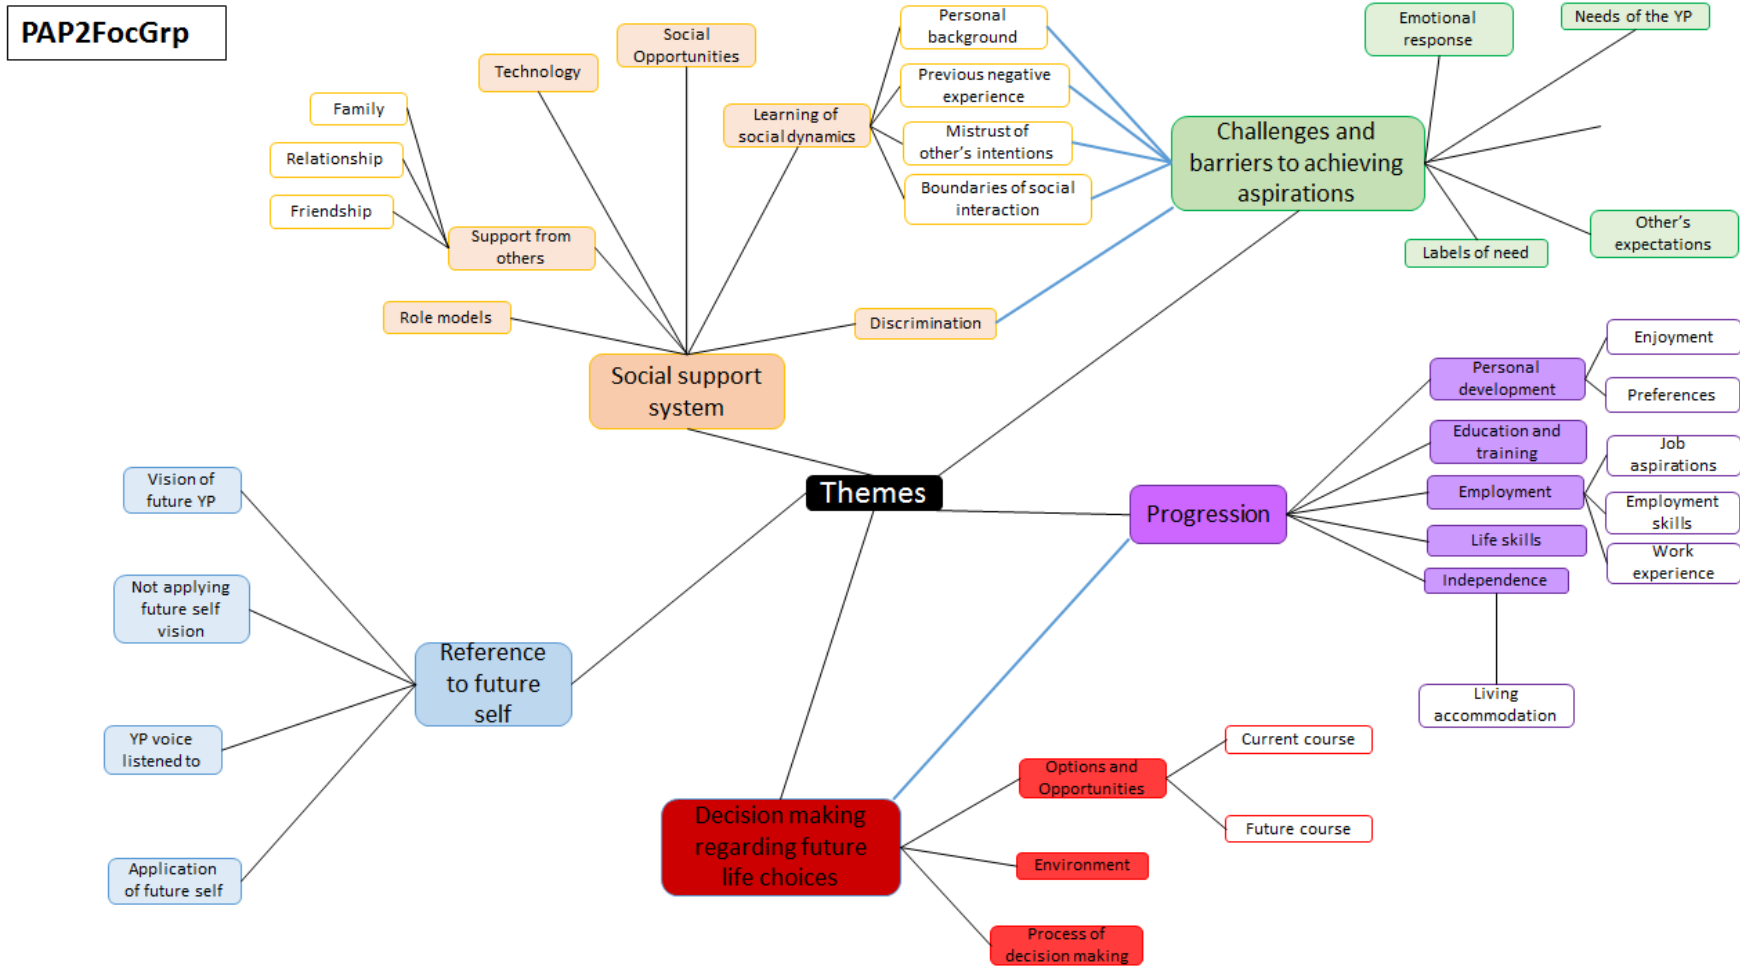 PAP2FocGrp
Social
Opportunities
Technology
Family
Relationship
Friendship
Support from
others
Role models
Learning of
social dynamics
Personal
background
Previous negative
experience
Mistrust of
other's intentions
Boundaries of social
interaction
Discrimination
Social support
system
Emotional
response
Needs of the YP
Challenges and
barriers to achieving
aspirations
Labels of need
Other's
expectations
Themes
Progression
Personal
development
Enjoyment
Preferences
Education and
training
Employment
Job
aspirations
Employment
skills
Work
experience
Life skills
Independence
Living
accommodation
Vision of
future YP
Not applying
future self
vision
YP voice
listened to
Application
of future self
Reference
to future
self
Decision making
regarding future
life choices
Options and
Opportunities
Current course
Future course
Environment
Process of
decision making